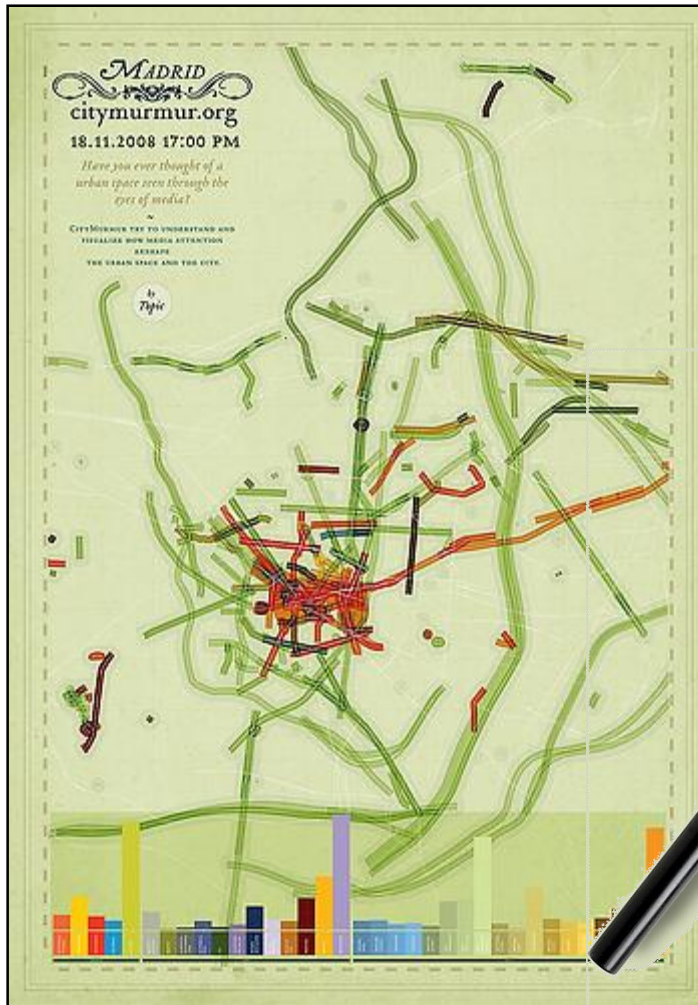 MADRID
citymurmur.org
18.11.2008 17:00 PM
Have you ever thought of a
urban space seen through the
eyes of media?
~
CITYMURMUR TRY TO UNDERSTAND AND
VISUALIZE HOW MEDIA ATTENTION
RESHAPE
THE URBAN SPACE AND THE CITY.
by
Topic